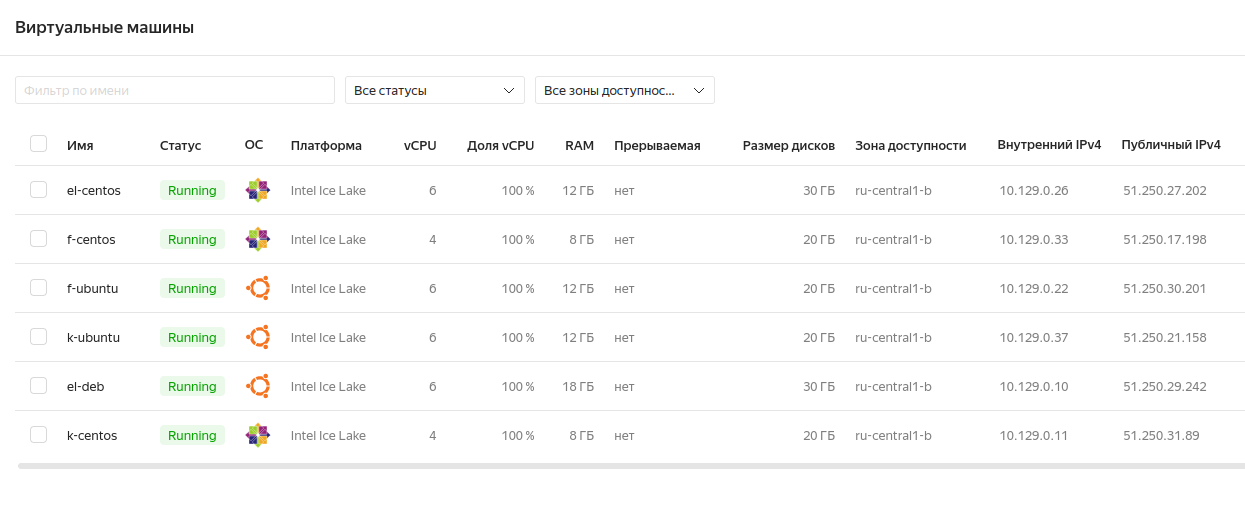 Виртуальные машины
Фильтр по имени Все статусы Все зоны доступнос...
Имя Статус ОС Платформа vCPU Доля vCPU RAM Прерываемая Размер дисков Зона доступности Внутренний IPv4 Публичный IPv4
el-centos Running Intel Ice Lake 6 100 % 12 ГБ нет 30 ГБ ru-central1-b 10.129.0.26 51.250.27.202
f-centos Running Intel Ice Lake 4 100 % 8 ГБ нет 20 ГБ ru-central1-b 10.129.0.33 51.250.17.198
f-ubuntu Running Intel Ice Lake 6 100 % 12 ГБ нет 20 ГБ ru-central1-b 10.129.0.22 51.250.30.201
k-ubuntu Running Intel Ice Lake 6 100 % 12 ГБ нет 20 ГБ ru-central1-b 10.129.0.37 51.250.21.158
el-deb Running Intel Ice Lake 6 100 % 18 ГБ нет 30 ГБ ru-central1-b 10.129.0.10 51.250.29.242
k-centos Running Intel Ice Lake 4 100 % 8 ГБ нет 20 ГБ ru-central1-b 10.129.0.11 51.250.31.89